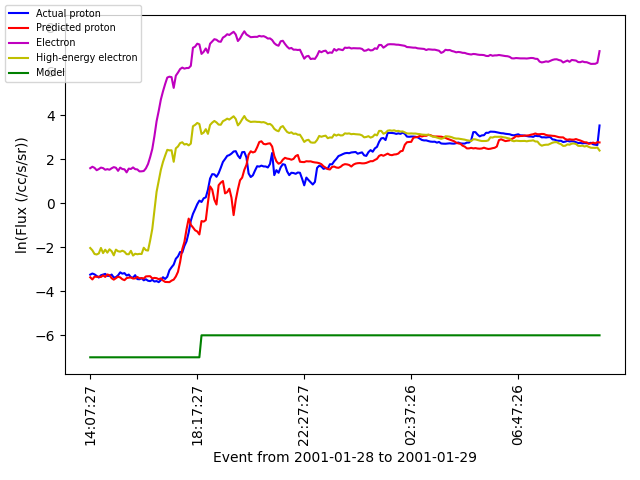 Actual proton
Predicted proton
Electron
High-energy electron
Model
4
2
0
−2
−4
−6
ln(Flux (/cc/s/sr))
14:07:27
18:17:27
22:27:27
02:37:26
06:47:26
Event from 2001-01-28 to 2001-01-29